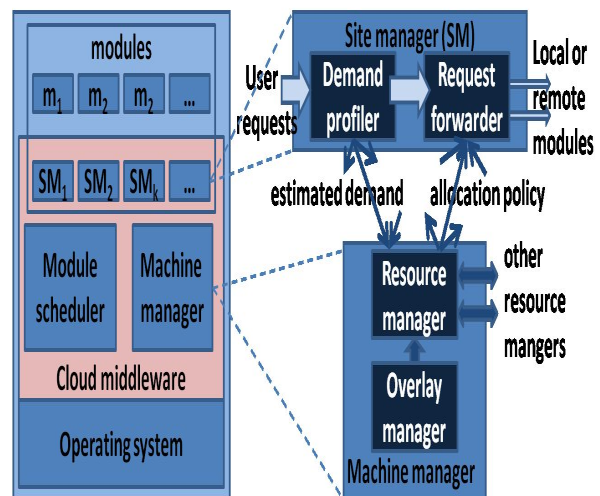 modules
m1 m2 m2 ...
SM1 SM2 SMk ...
Module
scheduler
Machine
manager
Cloud middleware
Operating system
Site manager (SM)
User
requests
Demand
profiler
Request
forwarder
Local or
remote
modules
estimated demand
allocation policy
Resource
manager
other
resource
mangers
Overlay
manager
Machine manager